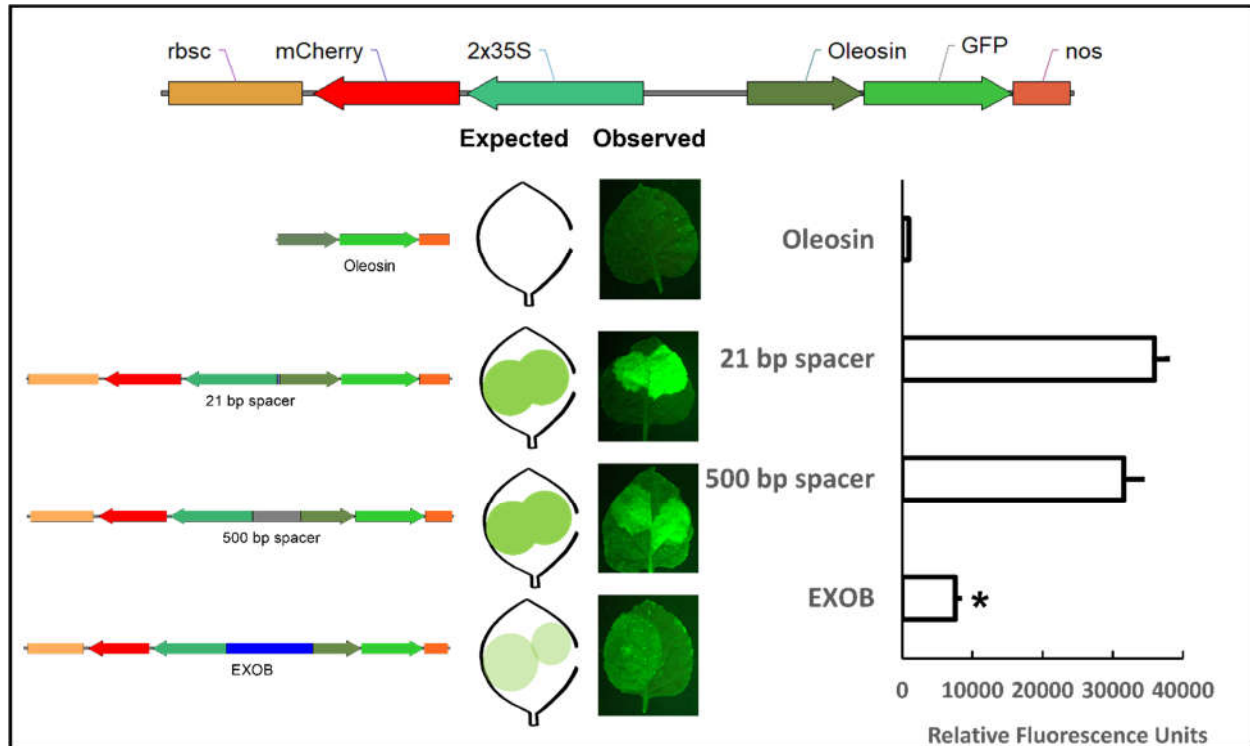 rbsc mCherry 2x35S Oleosin GFP nos
Expected Observed
Oleosin
Oleosin
21 bp spacer
21 bp spacer
500 bp spacer
500 bp spacer
EXOB
EXOB *
0 10000 20000 30000 40000
Relative Fluorescence Units